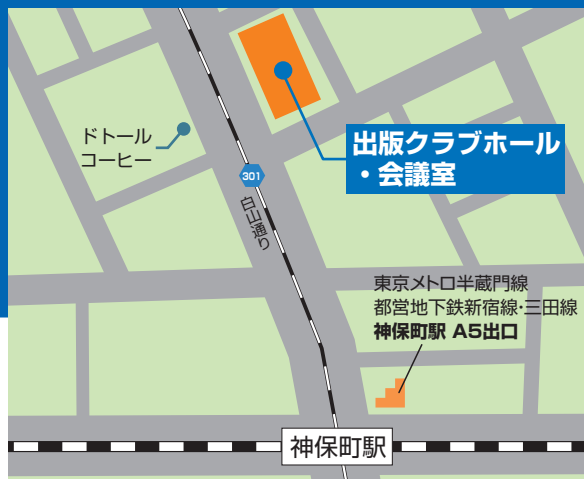 ドトール
コーヒー
出版クラブホール
・会議室
301
白山通り
東京メトロ半蔵門線
都営地下鉄新宿線・三田線
神保町駅 A5出口
神保町駅